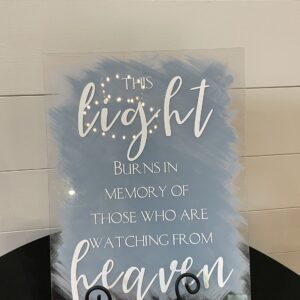 THIS
light
BURNS IN
MEMORY OF
THOSE WHO ARE
WATCHING FROM
heaven